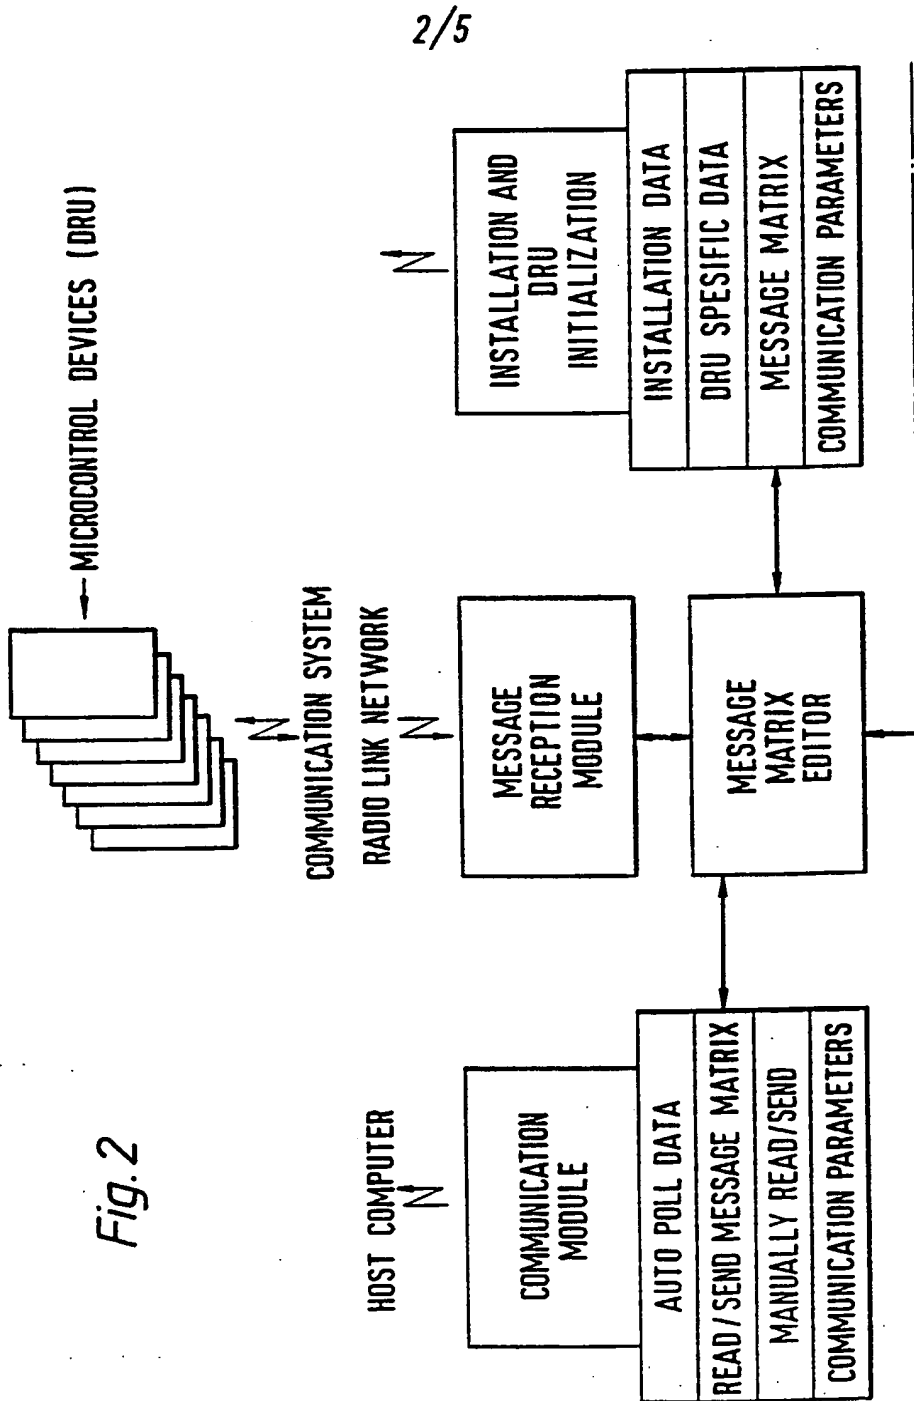 2/5
MICROCONTROL DEVICES (DRU)
COMMUNICATION SYSTEM
RADIO LINK NETWORK
HOST COMPUTER
Fig. 2
COMMUNICATION
MODULE
AUTO POLL DATA
READ/SEND MESSAGE MATRIX
MANUALLY READ/SEND
COMMUNICATION PARAMETERS
MESSAGE
RECEPTION
MODULE
MESSAGE
MATRIX
EDITOR
INSTALLATION AND
DRU
INITIALIZATION
INSTALLATION DATA
DRU SPESIFIC DATA
MESSAGE MATRIX
COMMUNICATION PARAMETERS